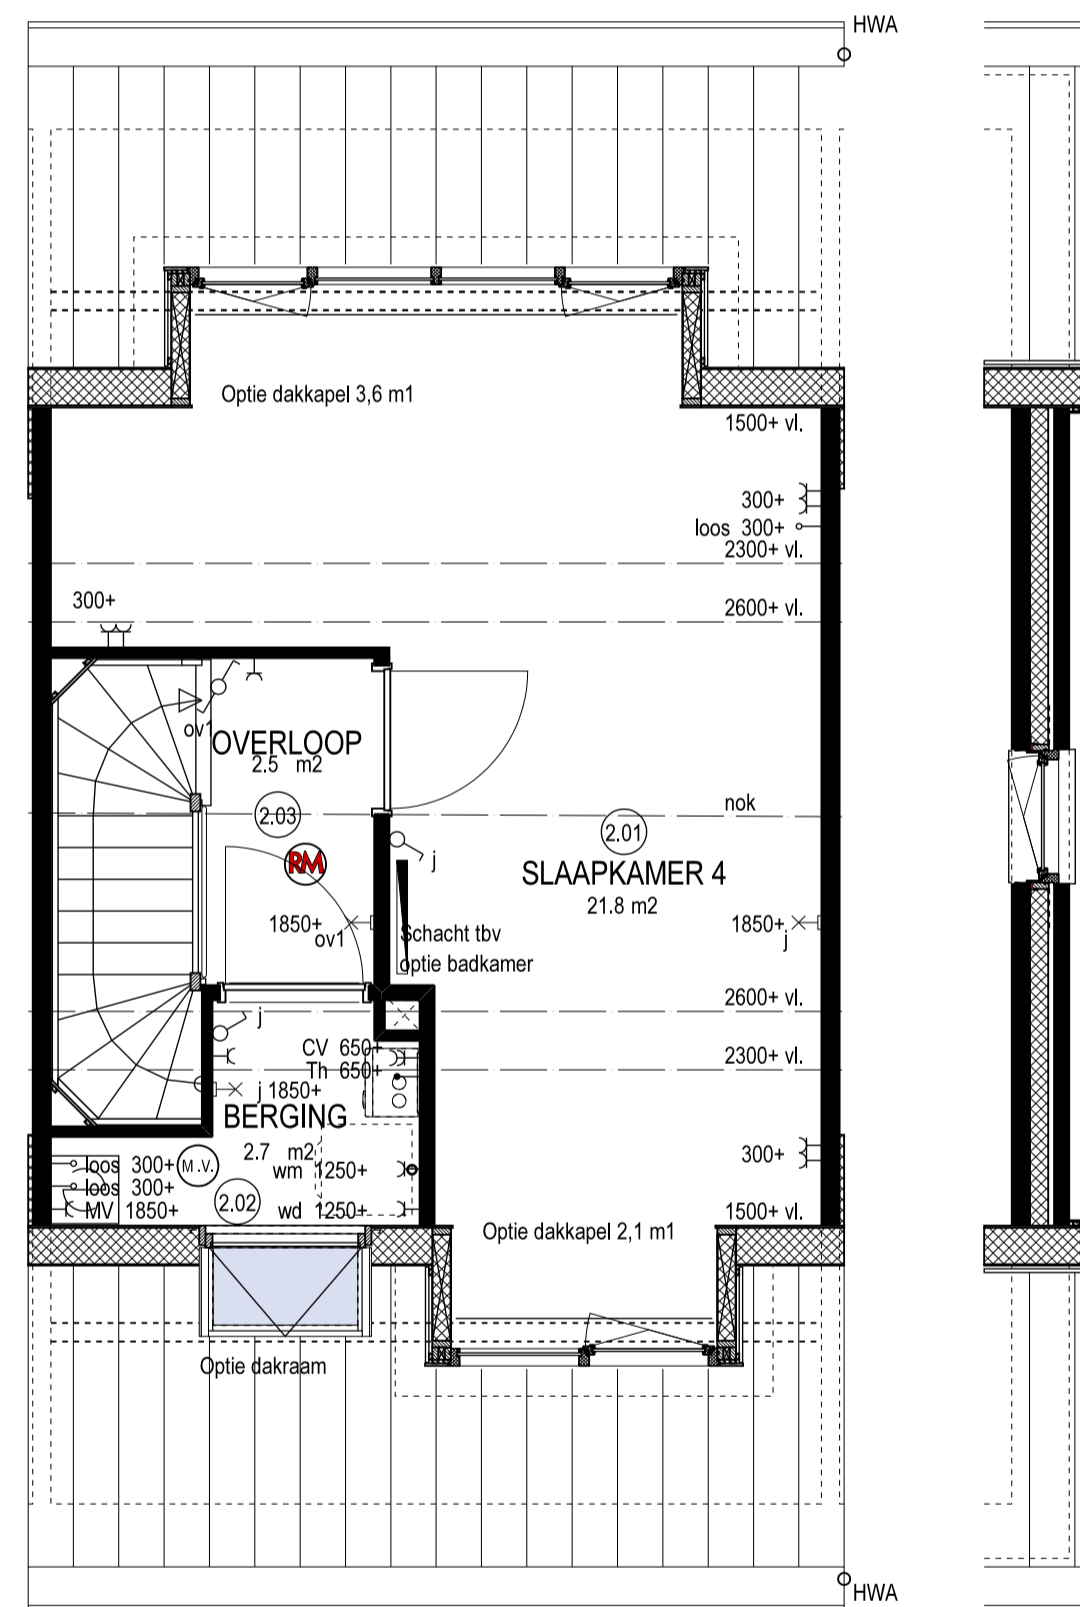 HWA
Optie dakkapel 3,6 m1
1500+ vl.
300+
loos 300+
2300+ vl.
300+
2600+ vl.
ov1
OVERLOOP
2.5 m2
2.03
nok
2.01
RM
j
SLAAPKAMER 4
21.8 m2
1850+
ov1
Schacht tbv
optie badkamer
1850+
j
2600+ vl.
j
CV 650+
Th 650+
2300+ vl.
j 1850+
BERGING
2.7 m2
M.V.
loos 300+
wm 1250+
300+
loos 300+
2.02
MV 1850+
wd 1250+
1500+ vl.
Optie dakkapel 2,1 m1
Optie dakraam
HWA